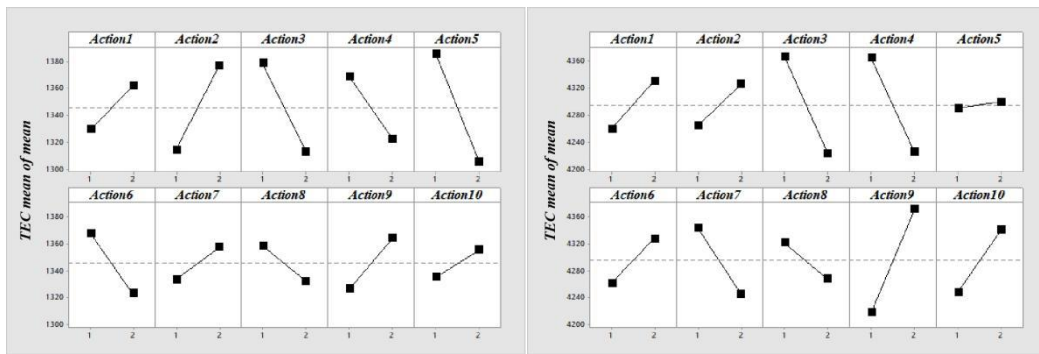 Action1 Action2 Action3 Action4 Action5
1380
1360
1340
1320
1300
1 2 1 2 1 2 1 2 1 2
Action6 Action7 Action8 Action9 Action10
1380
1360
1340
1320
1300
1 2 1 2 1 2 1 2 1 2
TEC mean of mean
Action1 Action2 Action3 Action4 Action5
4360
4320
4280
4240
4200
1 2 1 2 1 2 1 2 1 2
Action6 Action7 Action8 Action9 Action10
4360
4320
4280
4240
4200
1 2 1 2 1 2 1 2 1 2
TEC mean of mean